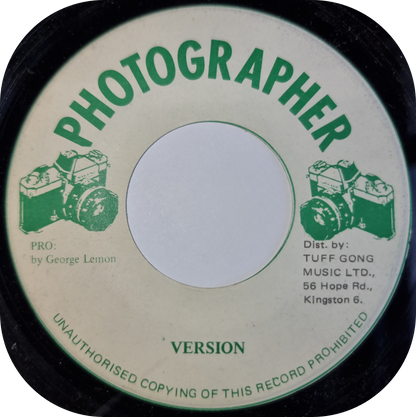 PHOTOGRAPHER
PRO:
by George Lemon
Dist. by:
TUFF GONG
MUSIC LTD.,
56 Hope Rd.,
Kingston 6.
VERSION
UNAUTHORISED COPYING OF THIS RECORD PROHIBITED